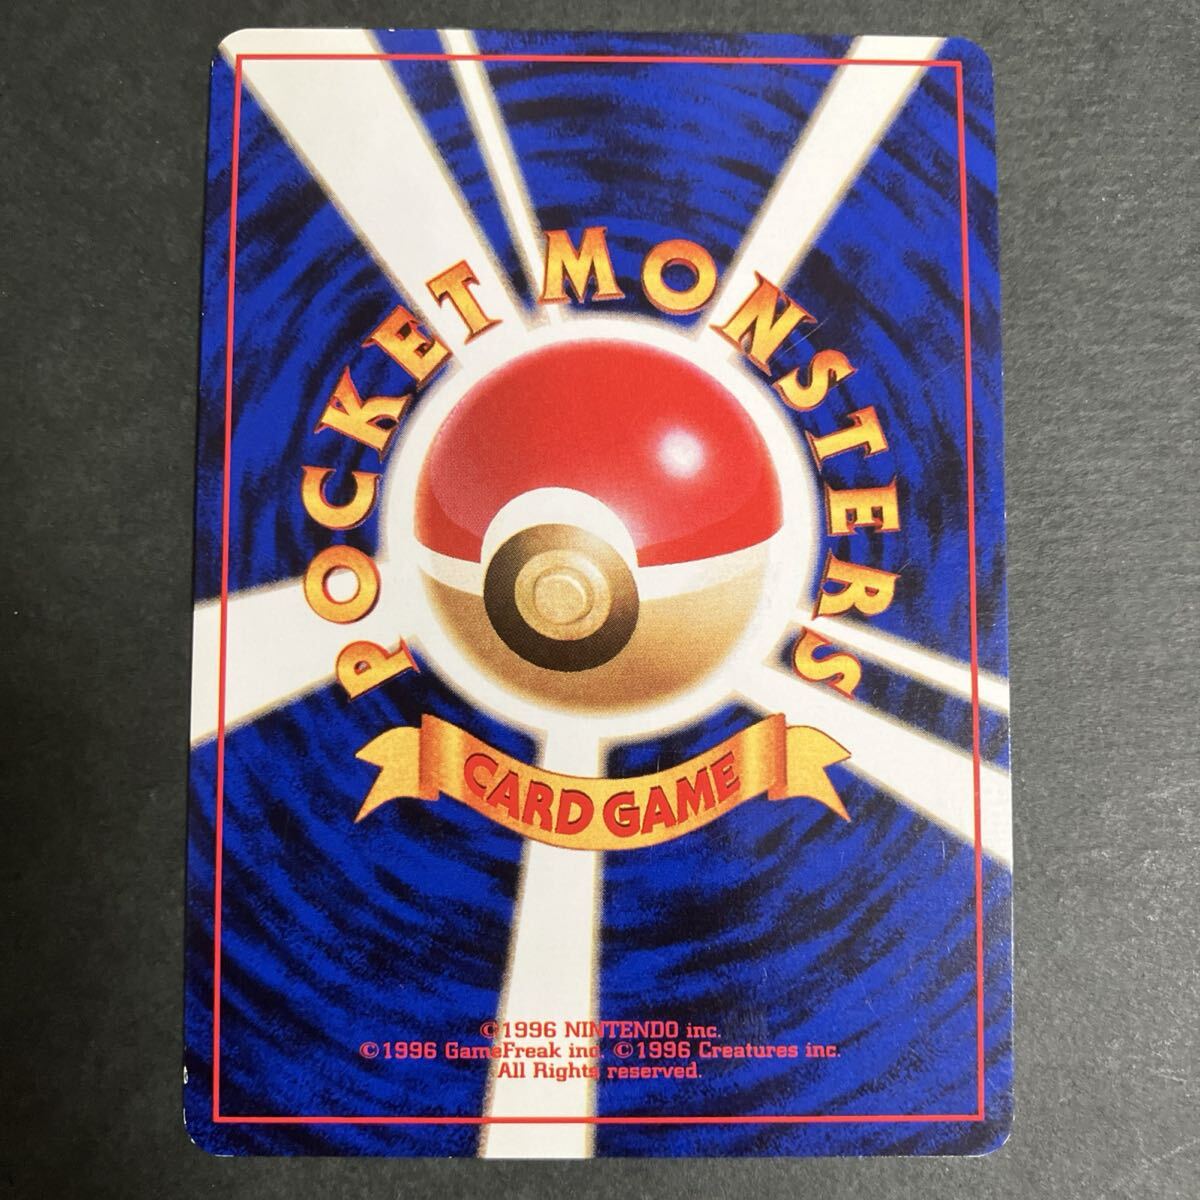 POCKET MONSTERS
CARD GAME
©1996 NINTENDO inc.
©1996 GameFreak inc. ©1996 Creatures inc.
All Rights reserved.